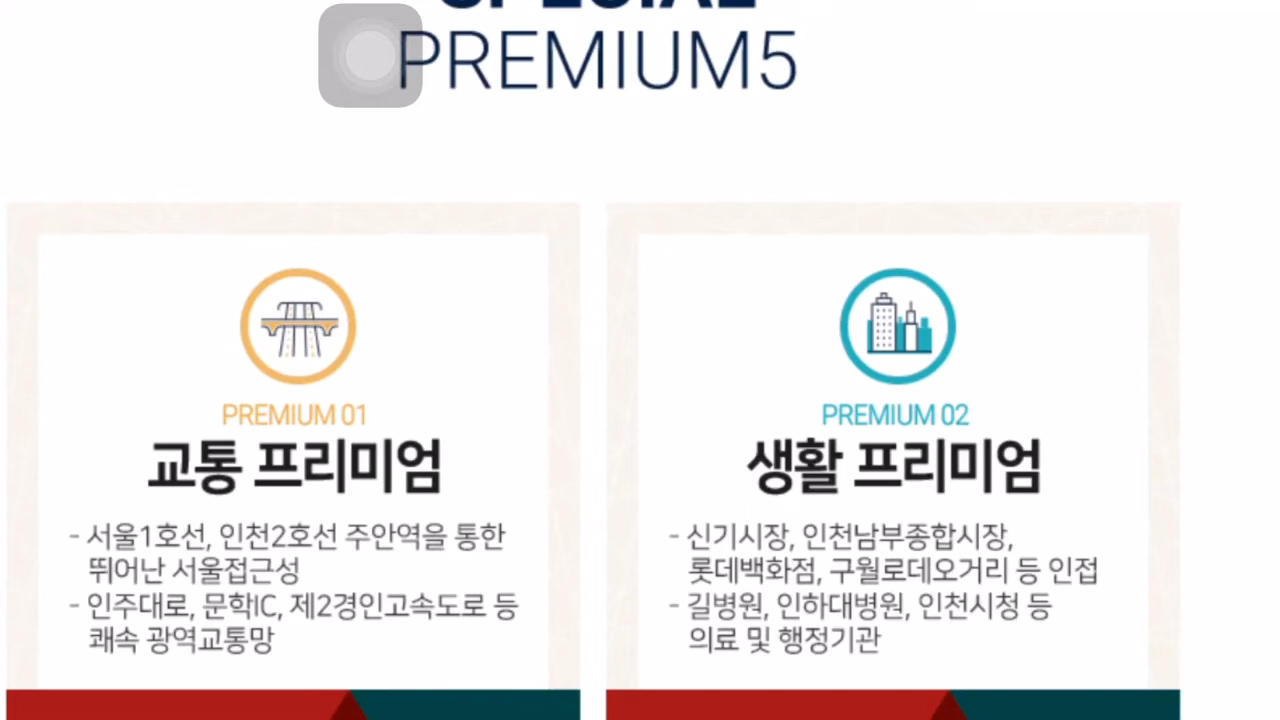 SPECIAL
PREMIUM5
PREMIUM 01
교통 프리미엄
- 서울1호선, 인천2호선 주안역을 통한
뛰어난 서울접근성
- 인주대로, 문학IC, 제2경인고속도로 등
쾌속 광역교통망
PREMIUM 02
생활 프리미엄
- 신기시장, 인천남부종합시장,
롯데백화점, 구월로데오거리 등 인접
- 길병원, 인하대병원, 인천시청 등
의료 및 행정기관